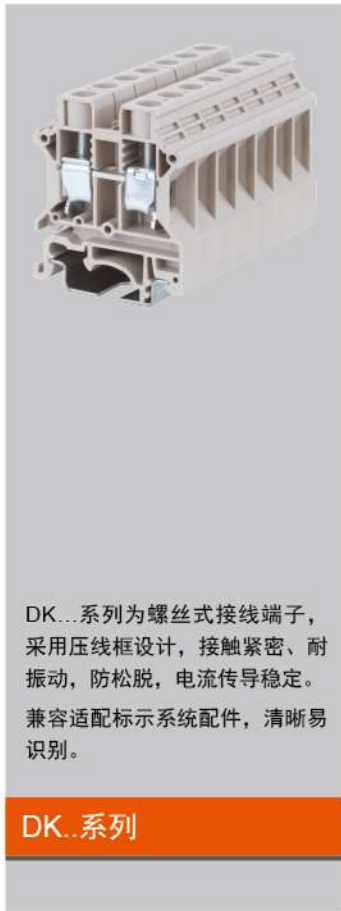 DK...系列为螺丝式接线端子，
采用压线框设计，接触紧密、耐
振动，防松脱，电流传导稳定。
兼容适配标示系统配件，清晰易
识别。
DK..系列